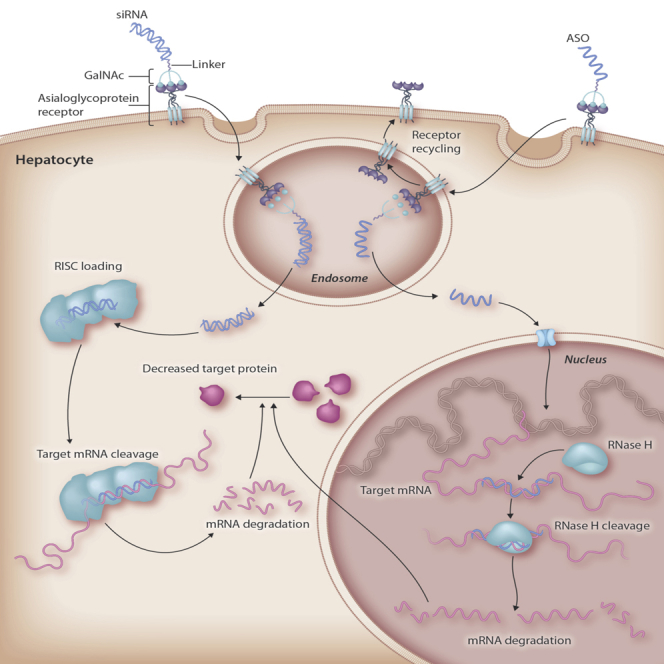 siRNA
Linker
GalNAc
Asialoglycoprotein
receptor
ASO
Receptor
recycling
Hepatocyte
Endosome
RISC loading
Nucleus
Decreased target protein
RNase H
Target mRNA cleavage
Target mRNA
mRNA degradation
RNase H cleavage
mRNA degradation